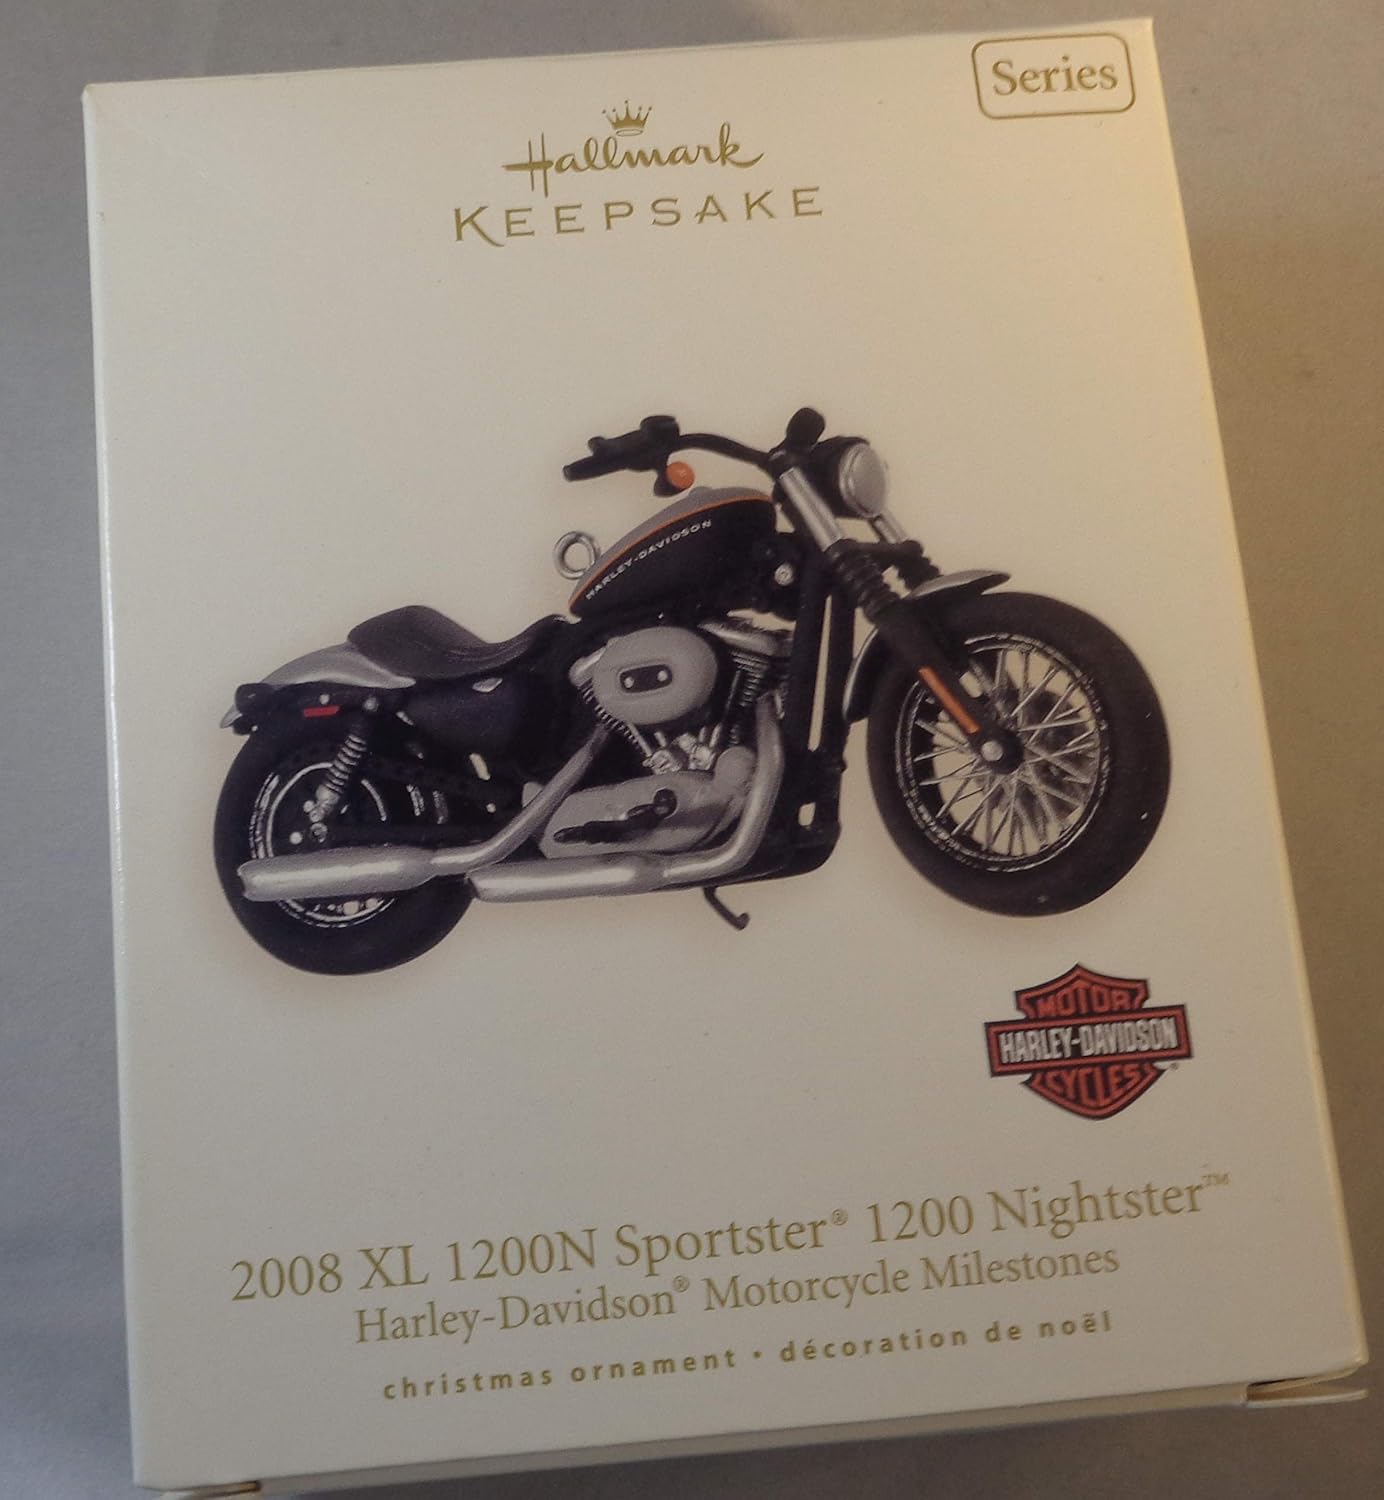 Series
Hallmark
KEEPSAKE
HARLEY-DAVIDSON
MOTOR
HARLEY-DAVIDSON
CYCLES
2008 XL 1200N Sportster® 1200 Nightster™
Harley-Davidson® Motorcycle Milestones
christmas ornament • décoration de noël